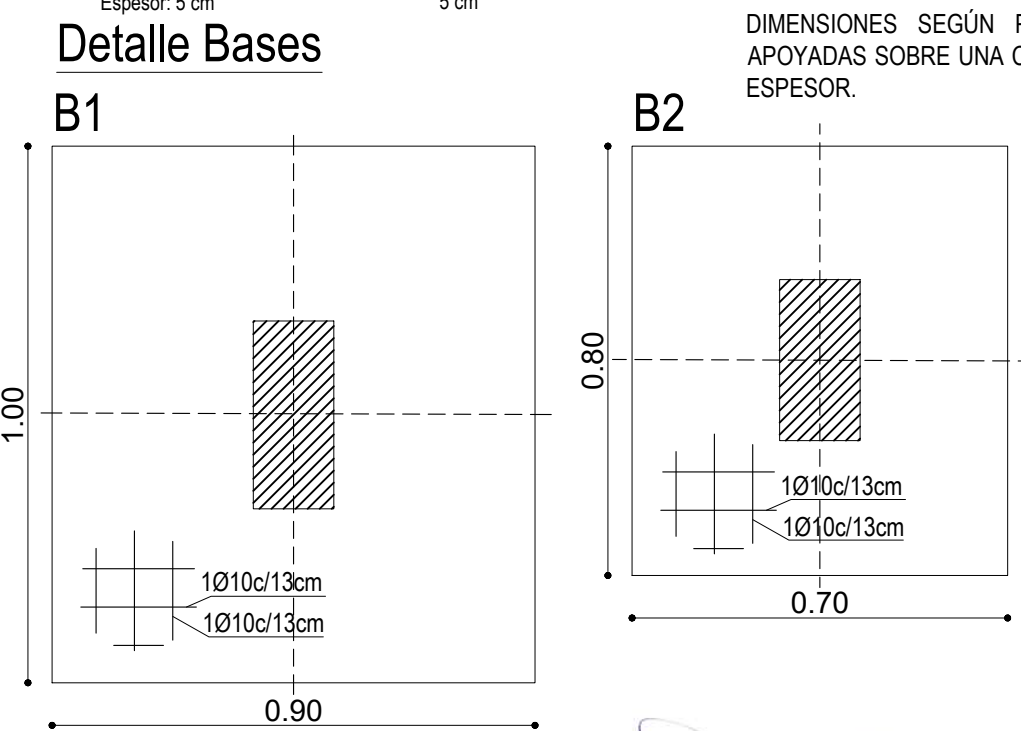 Espesor: 5 cm
5 cm
Detalle Bases
DIMENSIONES SEGÚN
APOYADAS SOBRE UNA
ESPESOR.
B1
B2
1.00
0.80
1Ø10c/13cm
1Ø10c/13cm
0.70
1Ø10c/13cm
1Ø10c/13cm
0.90